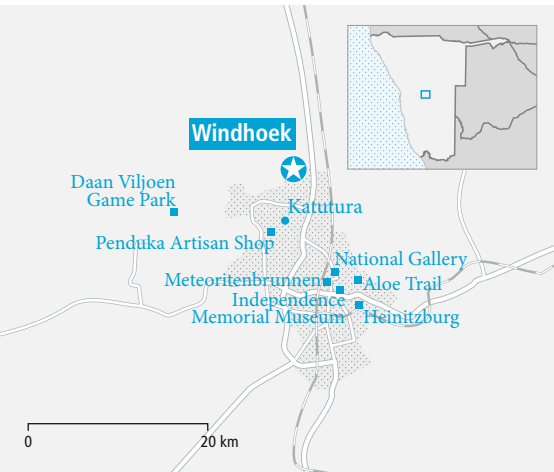 Windhoek
Daan Viljoen
Game Park
Katutura
Penduka Artisan Shop
National Gallery
Meteoritenbrunnen
Aloe Trail
Independence
Memorial Museum
Heinitzburg
0
20 km